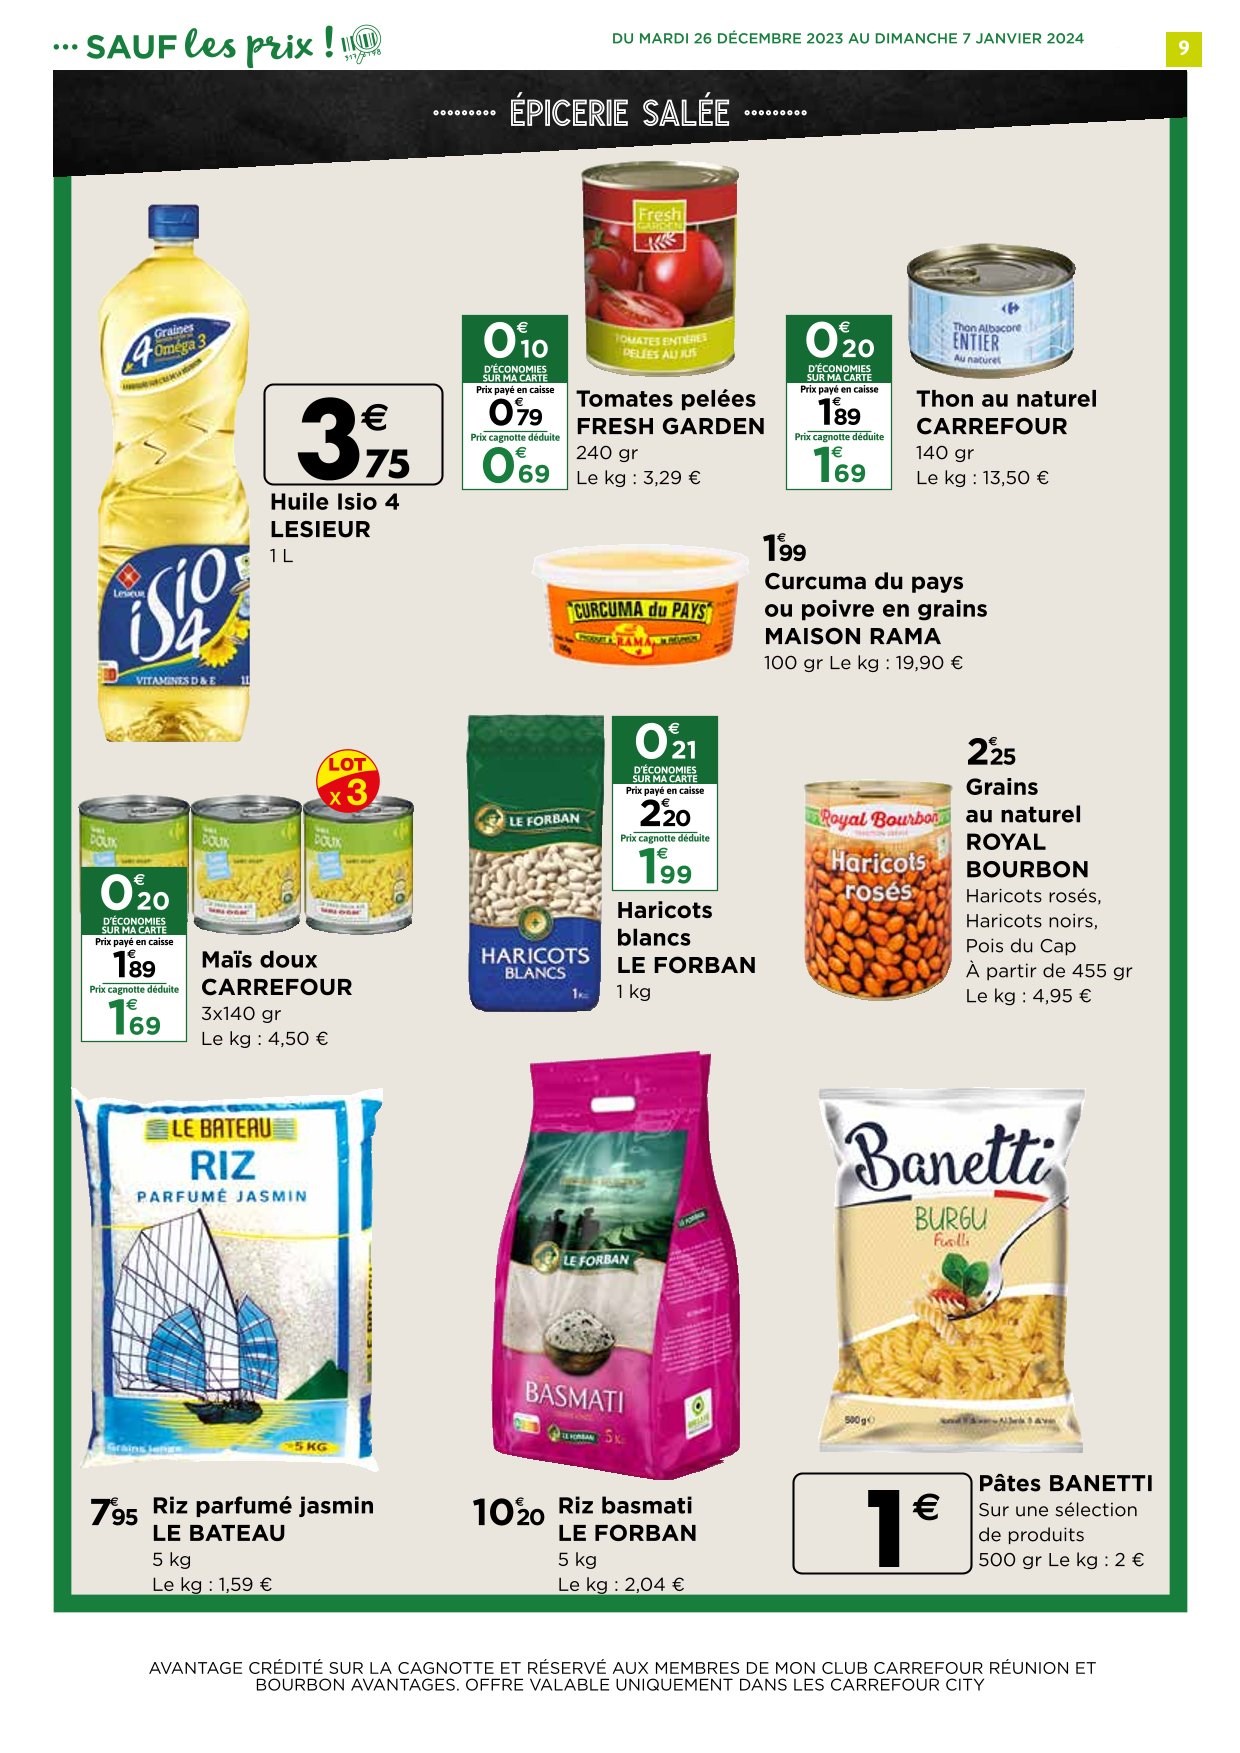 ... SAUF les prix !
DU MARDI 26 DÉCEMBRE 2023 AU DIMANCHE 7 JANVIER 2024
9
ÉPICERIE SALÉE
4 Graines
Oméga 3
Lesieur
isio
4
VITAMINES D & E 1L
3€75
Huile Isio 4
LESIEUR
1 L
Fresh
GARDEN
TOMATES ENTIÈRES
PELÉES AU JUS
0€10
D'ÉCONOMIES
SUR MA CARTE
Prix payé en caisse
0€79
Prix cagnotte déduite
0€69
Tomates pelées
FRESH GARDEN
240 gr
Le kg : 3,29 €
Thon Albacore
ENTIER
Au naturel
0€20
D'ÉCONOMIES
SUR MA CARTE
Prix payé en caisse
1€89
Prix cagnotte déduite
1€69
Thon au naturel
CARREFOUR
140 gr
Le kg : 13,50 €
CURCUMA du PAYS
RAMA
1€99
Curcuma du pays
ou poivre en grains
MAISON RAMA
100 gr Le kg : 19,90 €
LOT
x 3
DOUX
DOUX
DOUX
0€20
D'ÉCONOMIES
SUR MA CARTE
Prix payé en caisse
1€89
Prix cagnotte déduite
1€69
Maïs doux
CARREFOUR
3x140 gr
Le kg : 4,50 €
LE FORBAN
HARICOTS
BLANCS
1KG
0€21
D'ÉCONOMIES
SUR MA CARTE
Prix payé en caisse
2€20
Prix cagnotte déduite
1€99
Haricots
blancs
LE FORBAN
1 kg
Royal Bourbon
Haricots
rosés
2€25
Grains
au naturel
ROYAL
BOURBON
Haricots rosés,
Haricots noirs,
Pois du Cap
À partir de 455 gr
Le kg : 4,95 €
LE BATEAU
RIZ
PARFUMÉ JASMIN
Grains longs
5 KG
7€95
Riz parfumé jasmin
LE BATEAU
5 kg
Le kg : 1,59 €
LE FORBAN
LE FORBAN
BASMATI
LE FORBAN
5 KG
10€20
Riz basmati
LE FORBAN
5 kg
Le kg : 2,04 €
Banetti
BURGU
Fusilli
500 g e
1€
Pâtes BANETTI
Sur une sélection
de produits
500 gr Le kg : 2 €
AVANTAGE CRÉDITÉ SUR LA CAGNOTTE ET RÉSERVÉ AUX MEMBRES DE MON CLUB CARREFOUR RÉUNION ET
BOURBON AVANTAGES. OFFRE VALABLE UNIQUEMENT DANS LES CARREFOUR CITY